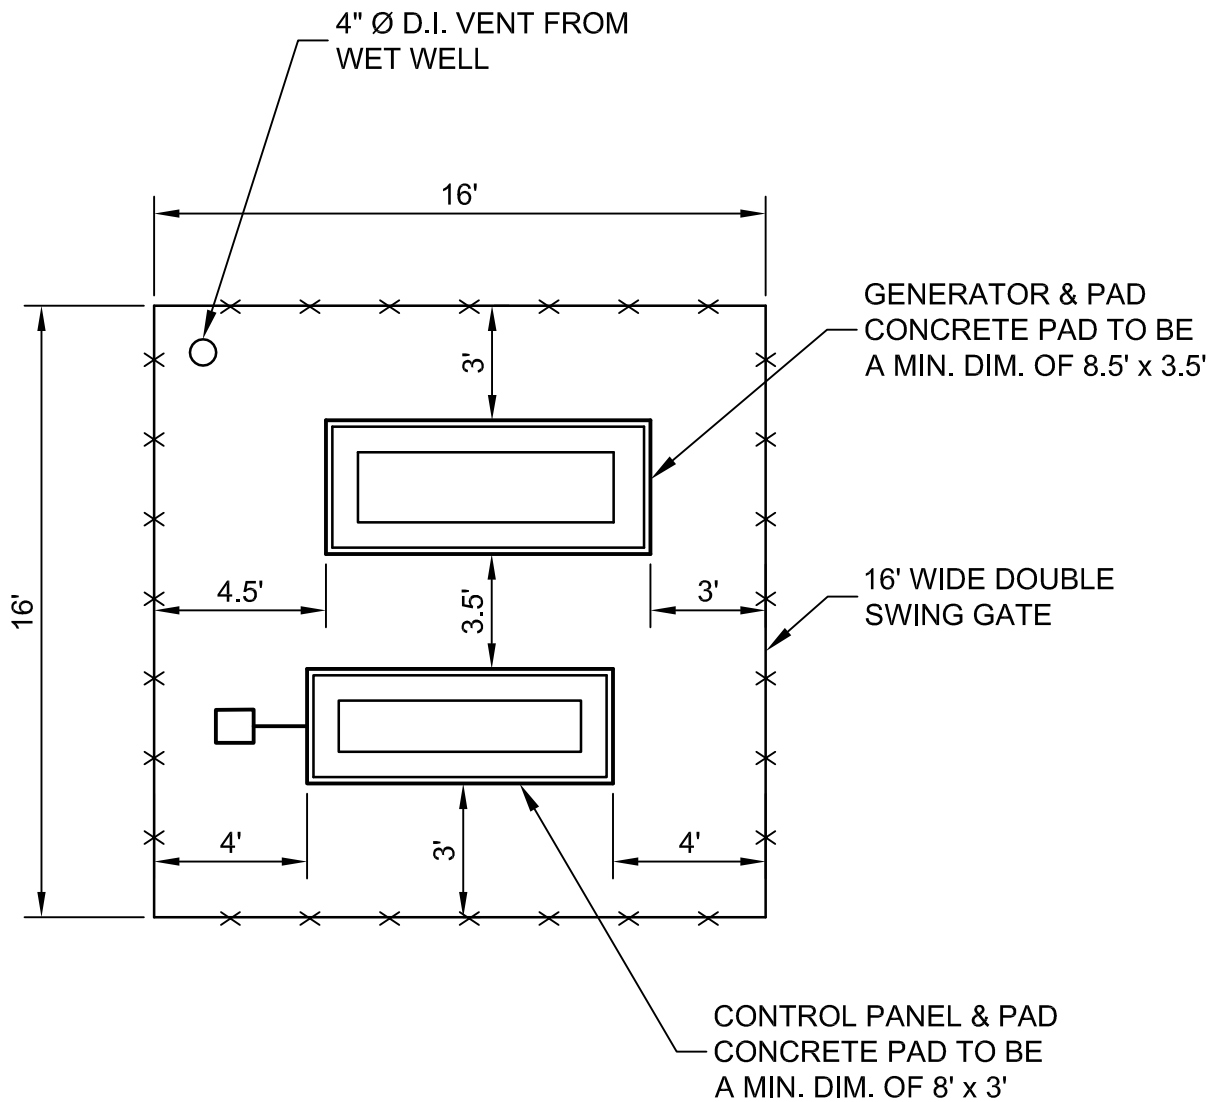 4" Ø D.I. VENT FROM
WET WELL
16'
GENERATOR & PAD
CONCRETE PAD TO BE
A MIN. DIM. OF 8.5' x 3.5'
3'
16'
4.5'
3.5'
3'
16' WIDE DOUBLE
SWING GATE
4'
3'
4'
CONTROL PANEL & PAD
CONCRETE PAD TO BE
A MIN. DIM. OF 8' x 3'